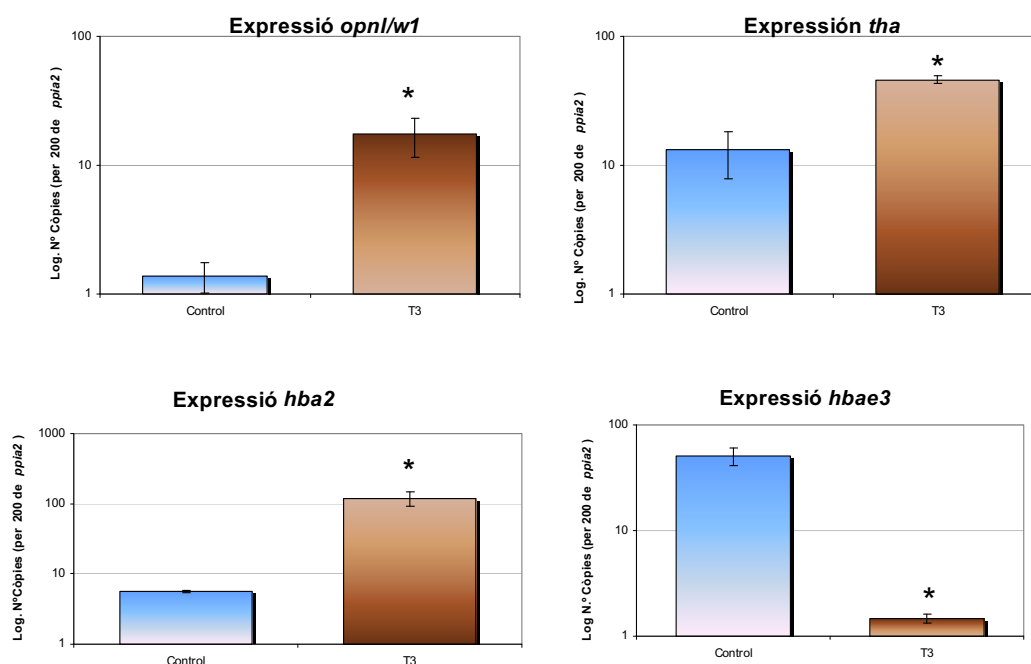 Expressió opnl/w1
Log. Nº Còpies (per 200 de ppia2)
100
*
10
1
Control T3
Expressión tha
Log. Nº Còpies (per 200 de ppia2)
100
*
10
1
Control T3
Expressió hba2
Log. NºCòpies (per 200 de ppia2 )
1000
*
100
10
1
Control T3
Expressió hbae3
Log N.º Còpies (per 200 de ppia2)
100
10
*
1
Control T3